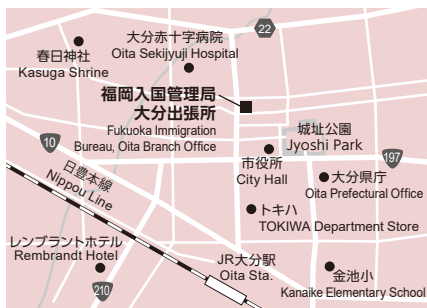 22
大分赤十字病院
Oita Sekijyuji Hospital
春日神社
Kasuga Shrine
福岡入国管理局
大分出張所
Fukuoka Immigration
Bureau, Oita Branch Office
城址公園
Jyoshi Park
10
197
市役所
City Hall
大分県庁
Oita Prefectural Office
日豊本線
Nippou Line
トキハ
TOKIWA Department Store
レンブラントホテル
Rembrandt Hotel
JR大分駅
Oita Sta.
金池小
Kanaike Elementary School
210